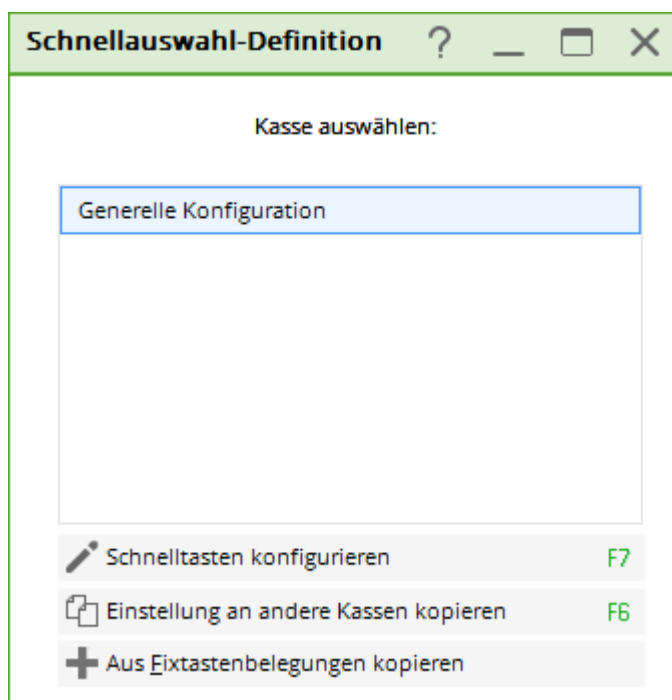 Schnellauswahl-Definition ?
Kasse auswählen:
Generelle Konfiguration
Schnelltasten konfigurieren F7
Einstellung an andere Kassen kopieren F6
Aus Fixtastenbelegungen kopieren